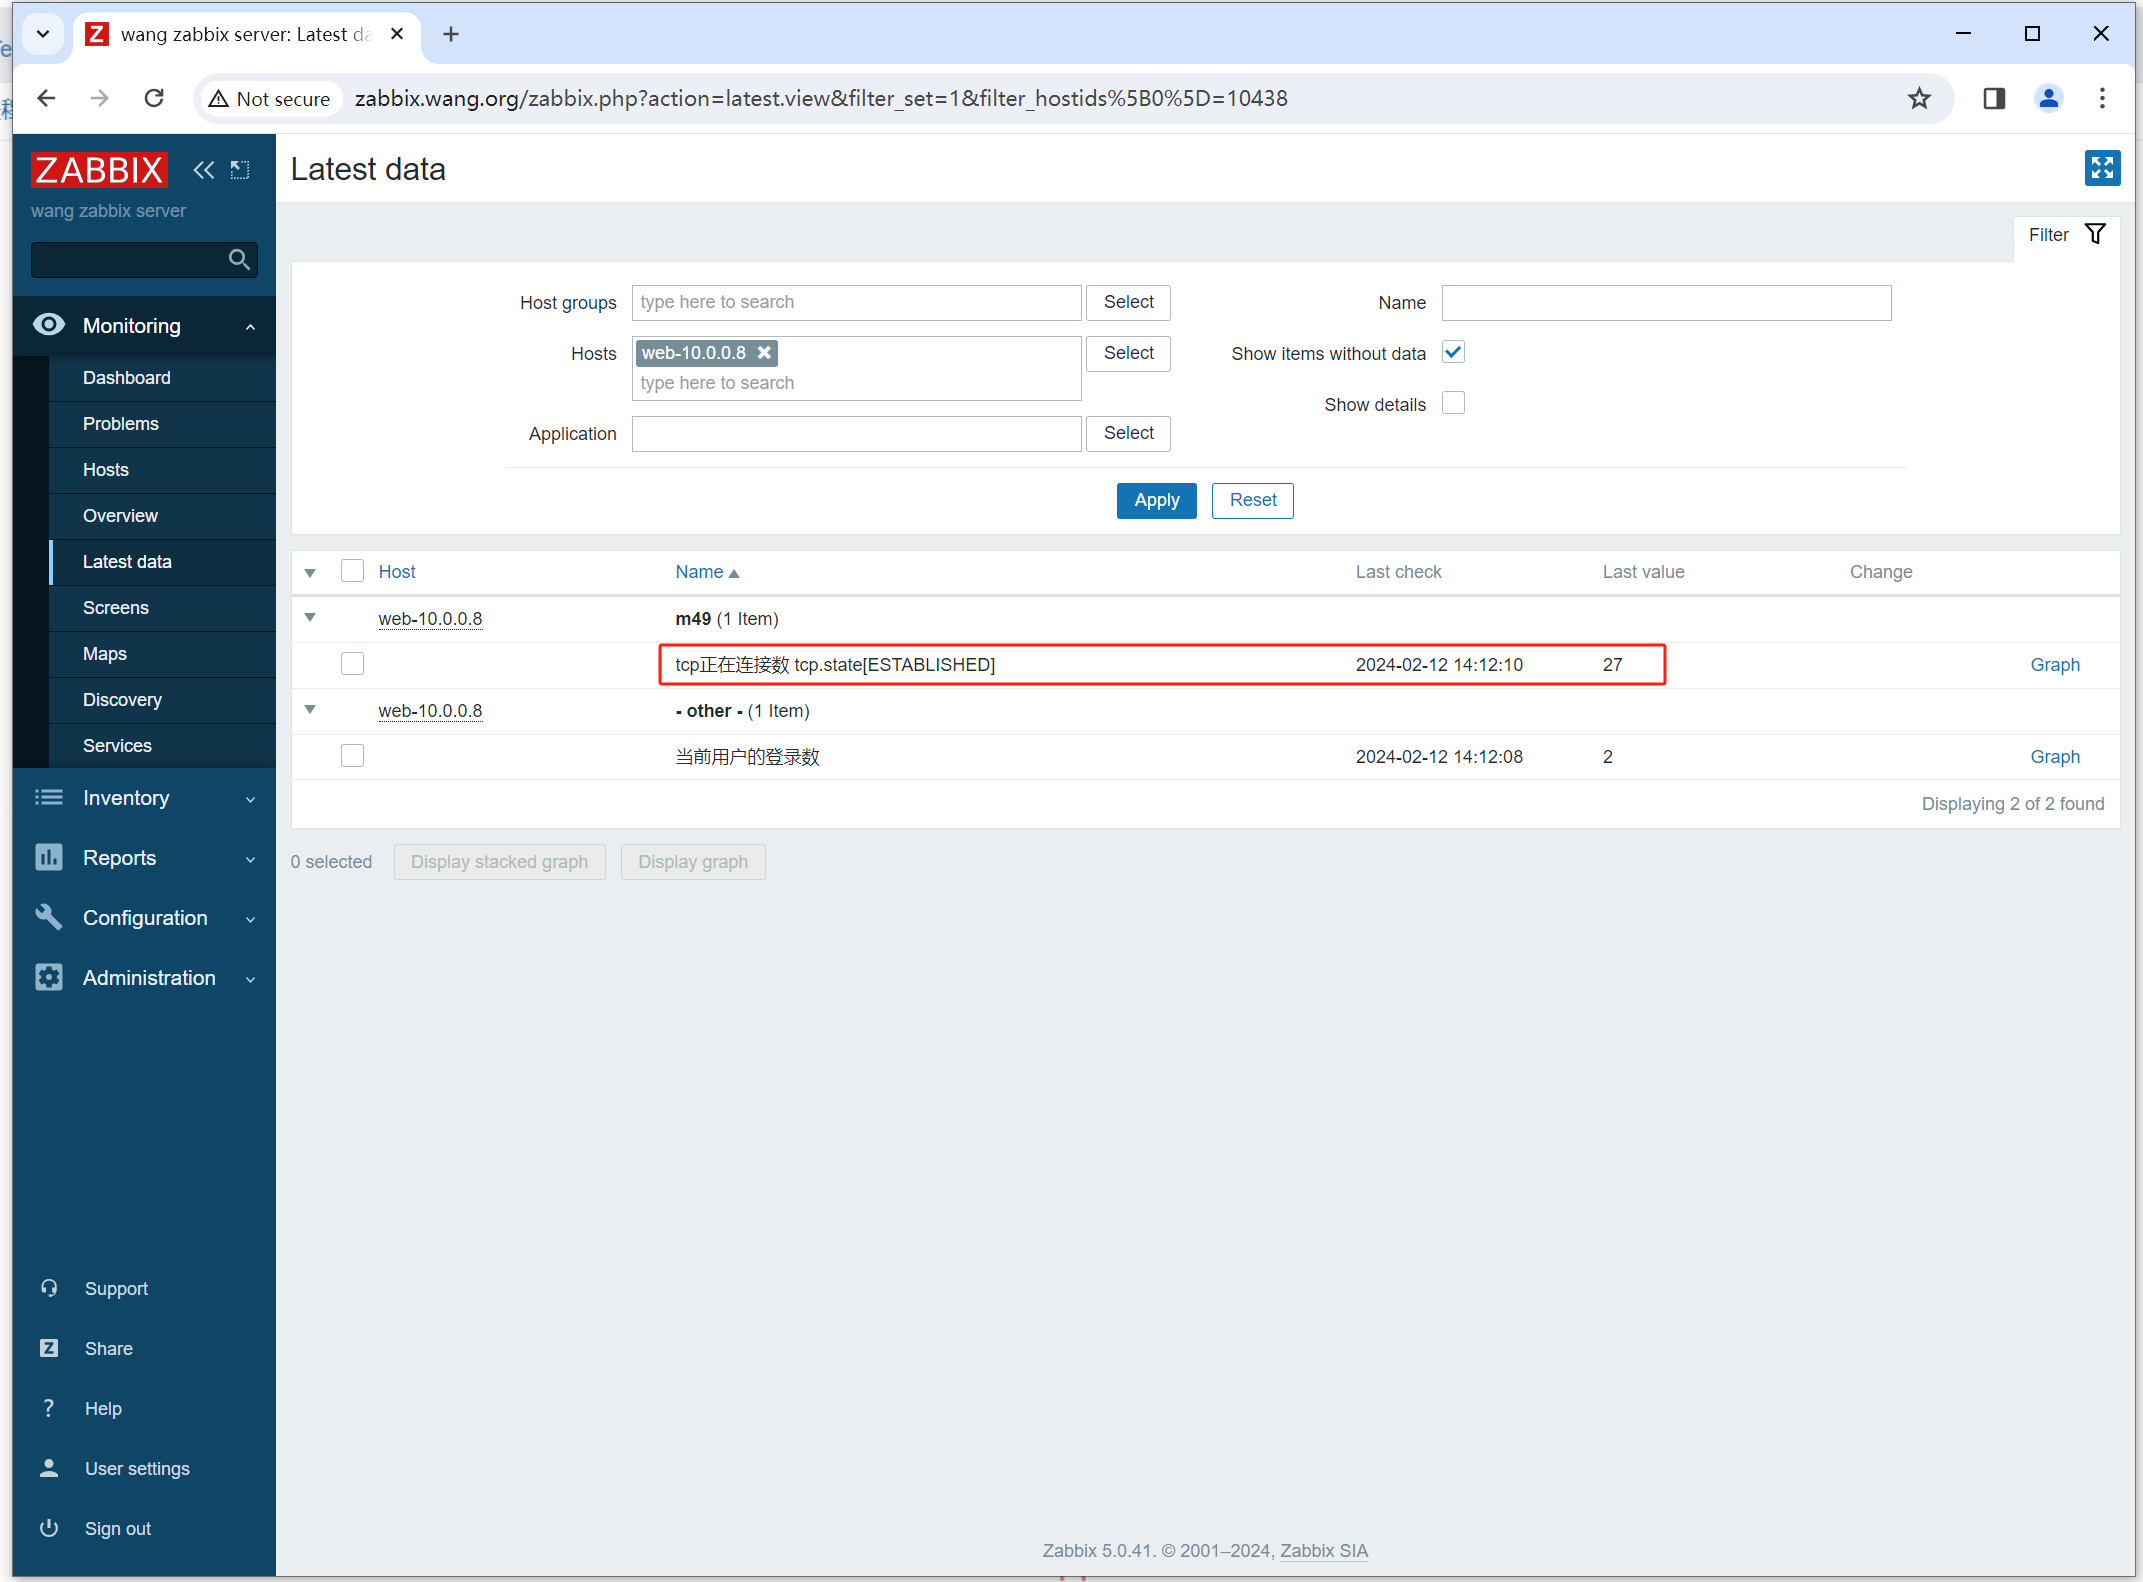 wang zabbix server: Latest da
Not secure
zabbix.wang.org/zabbix.php?action=latest.view&filter_set=1&filter_hostids%5B0%5D=10438
ZABBIX
wang zabbix server
Monitoring
Dashboard
Problems
Hosts
Overview
Latest data
Screens
Maps
Discovery
Services
Inventory
Reports
Configuration
Administration
Support
Share
Help
User settings
Sign out
Latest data
Filter
Host groups type here to search Select
Name
Hosts web-10.0.0.8 Select
type here to search
Show items without data
Show details
Application Select
Apply Reset
Host Name Last check Last value Change
web-10.0.0.8 m49 (1 Item)
tcp正在连接数 tcp.state[ESTABLISHED] 2024-02-12 14:12:10 27 Graph
web-10.0.0.8 - other - (1 Item)
当前用户的登录数 2024-02-12 14:12:08 2 Graph
Displaying 2 of 2 found
0 selected Display stacked graph Display graph
Zabbix 5.0.41. © 2001–2024, Zabbix SIA